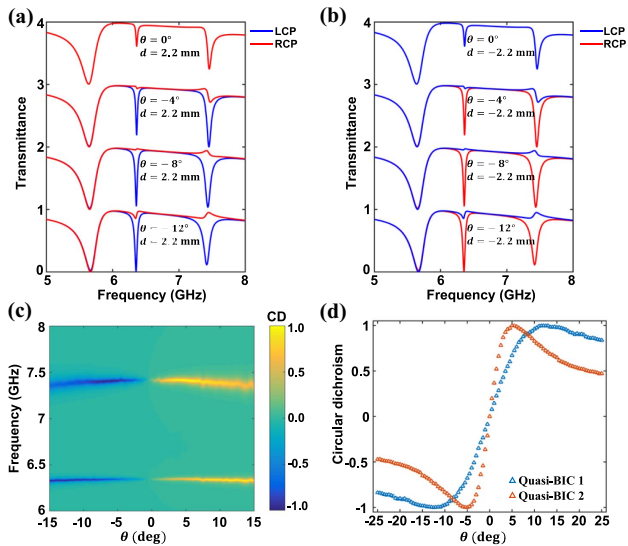 (a)
LCP
RCP
θ = 0°
d = 2.2 mm
θ = −4°
d = 2.2 mm
θ = −8°
d = 2.2 mm
θ = −12°
d = 2.2 mm
Transmittance
4
3
2
1
0
5 6 7 8
Frequency (GHz)
(b)
LCP
RCP
θ = 0°
d = −2.2 mm
θ = −4°
d = −2.2 mm
θ = −8°
d = −2.2 mm
θ = −12°
d = −2.2 mm
Transmittance
4
3
2
1
0
5 6 7 8
Frequency (GHz)
(c)
CD
Frequency (GHz)
8
7.5
7
6.5
6
-15 -10 -5 0 5 10 15
θ (deg)
1.0
0.5
0
-0.5
-1.0
(d)
Circular dichroism
1
0.5
0
-0.5
-1
Quasi-BIC 1
Quasi-BIC 2
-25 -20 -15 -10 -5 0 5 10 15 20 25
θ (deg)